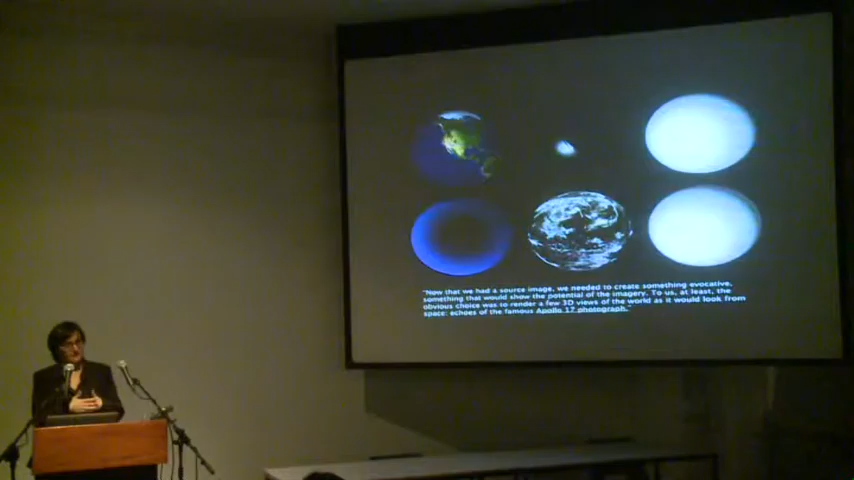 "Now that we had a source image, we needed to create something evocative,
something that would show the potential of the imagery. To us, at least, the
obvious choice was to render a few 3D views of the world as it would look from
space: echoes of the famous Apollo 17 photograph."